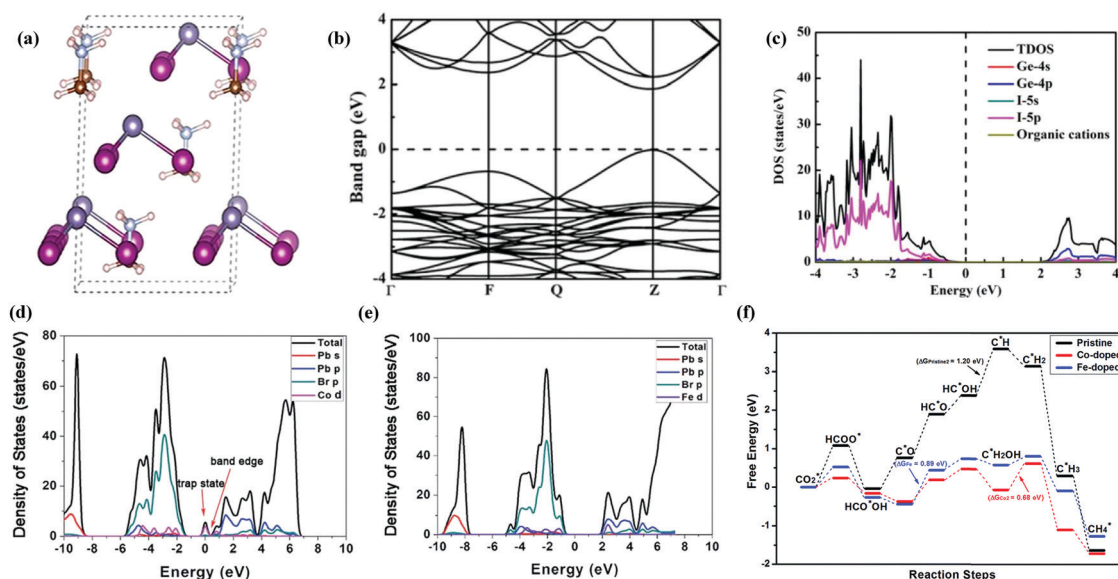 (a)
(b)
4
2
0
-2
-4
Band gap (eV)
Γ
F
Q
Z
Γ
(c)
50
40
30
20
10
0
DOS (states/eV)
TDOS
Ge-4s
Ge-4p
I-5s
I-5p
Organic cations
-4 -3 -2 -1 0 1 2 3 4
Energy (eV)
(d)
80
60
40
20
0
Density of States (states/eV)
Total
Pb s
Pb p
Br p
Co d
trap state
band edge
-10 -8 -6 -4 -2 0 2 4 6 8 10
Energy (eV)
(e)
100
80
60
40
20
0
Density of States (states/eV)
Total
Pb s
Pb p
Br p
Fe d
-10 -8 -6 -4 -2 0 2 4 6 8 10
Energy (eV)
(f)
4
3
2
1
0
-1
-2
Free Energy (eV)
Pristine
Co-doped
Fe-doped
C*H
(ΔGPristine2 = 1.20 eV)
C*H2
HC*OH
HC*O
HCOO*
C*O
CO2*
HCO*OH
(ΔGFe = 0.89 eV)
C*H2OH
(ΔGCo2 = 0.68 eV)
C*H3
CH4*
Reaction Steps